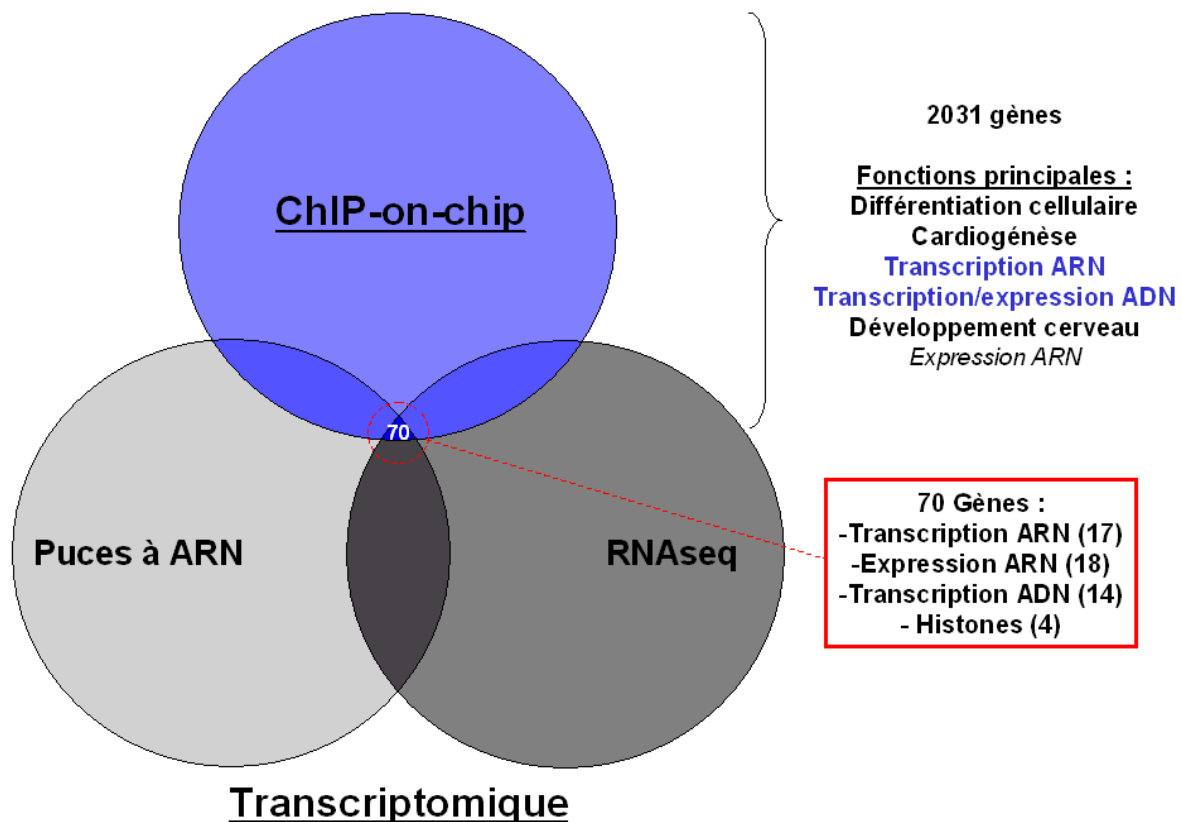 2031 gènes
Fonctions principales :
Différentiation cellulaire
Cardiogénèse
Transcription ARN
Transcription/expression ADN
Développement cerveau
Expression ARN
ChIP-on-chip
70
Puces à ARN
RNAseq
70 Gènes :
-Transcription ARN (17)
-Expression ARN (18)
-Transcription ADN (14)
- Histones (4)
Transcriptomique